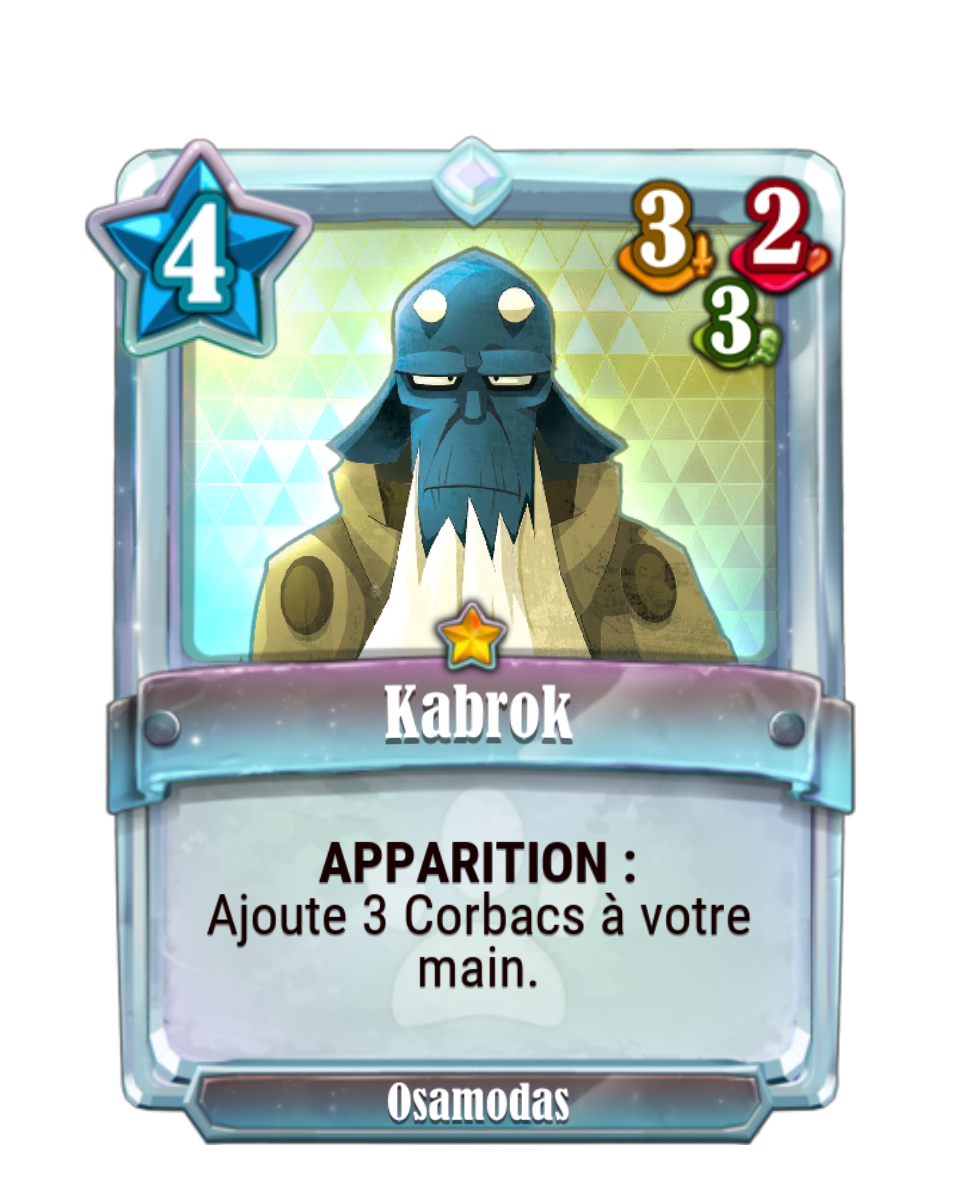 4
3
2
3
Kabrok
APPARITION :
Ajoute 3 Corbacs à votre
main.
Osamodas